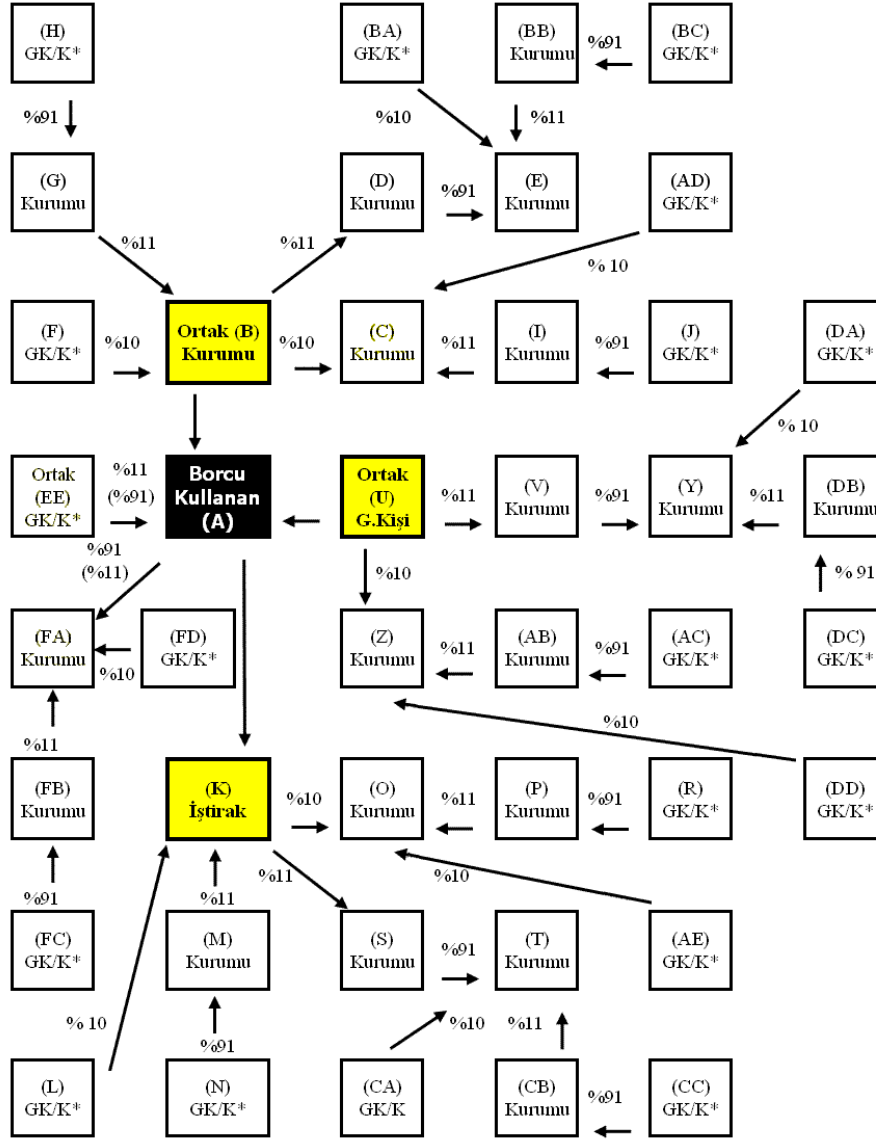 (H)
GK/K*
(BA)
GK/K*
(BB)
Kurumu
%91
(BC)
GK/K*
%91
%10
%11
(G)
Kurumu
(D)
Kurumu
%91
(E)
Kurumu
(AD)
GK/K*
%11
%11
% 10
(F)
GK/K*
%10
Ortak (B)
Kurumu
%10
(C)
Kurumu
%11
(I)
Kurumu
%91
(J)
GK/K*
(DA)
GK/K*
% 10
Ortak
(EE)
GK/K*
%11
(%91)
Borcu
Kullanan
(A)
Ortak
(U)
G.Kişi
%11
(V)
Kurumu
%91
(Y)
Kurumu
%11
(DB)
Kurumu
%91
(%11)
%10
% 91
(FA)
Kurumu
%10
(FD)
GK/K*
(Z)
Kurumu
%11
(AB)
Kurumu
%91
(AC)
GK/K*
(DC)
GK/K*
%11
%10
(FB)
Kurumu
(K)
İştirak
%10
(O)
Kurumu
%11
(P)
Kurumu
%91
(R)
GK/K*
(DD)
GK/K*
%91
%11
%11
%10
(FC)
GK/K*
(M)
Kurumu
(S)
Kurumu
%91
(T)
Kurumu
(AE)
GK/K*
% 10
%91
%10
%11
(L)
GK/K*
(N)
GK/K*
(CA)
GK/K
(CB)
Kurumu
%91
(CC)
GK/K*